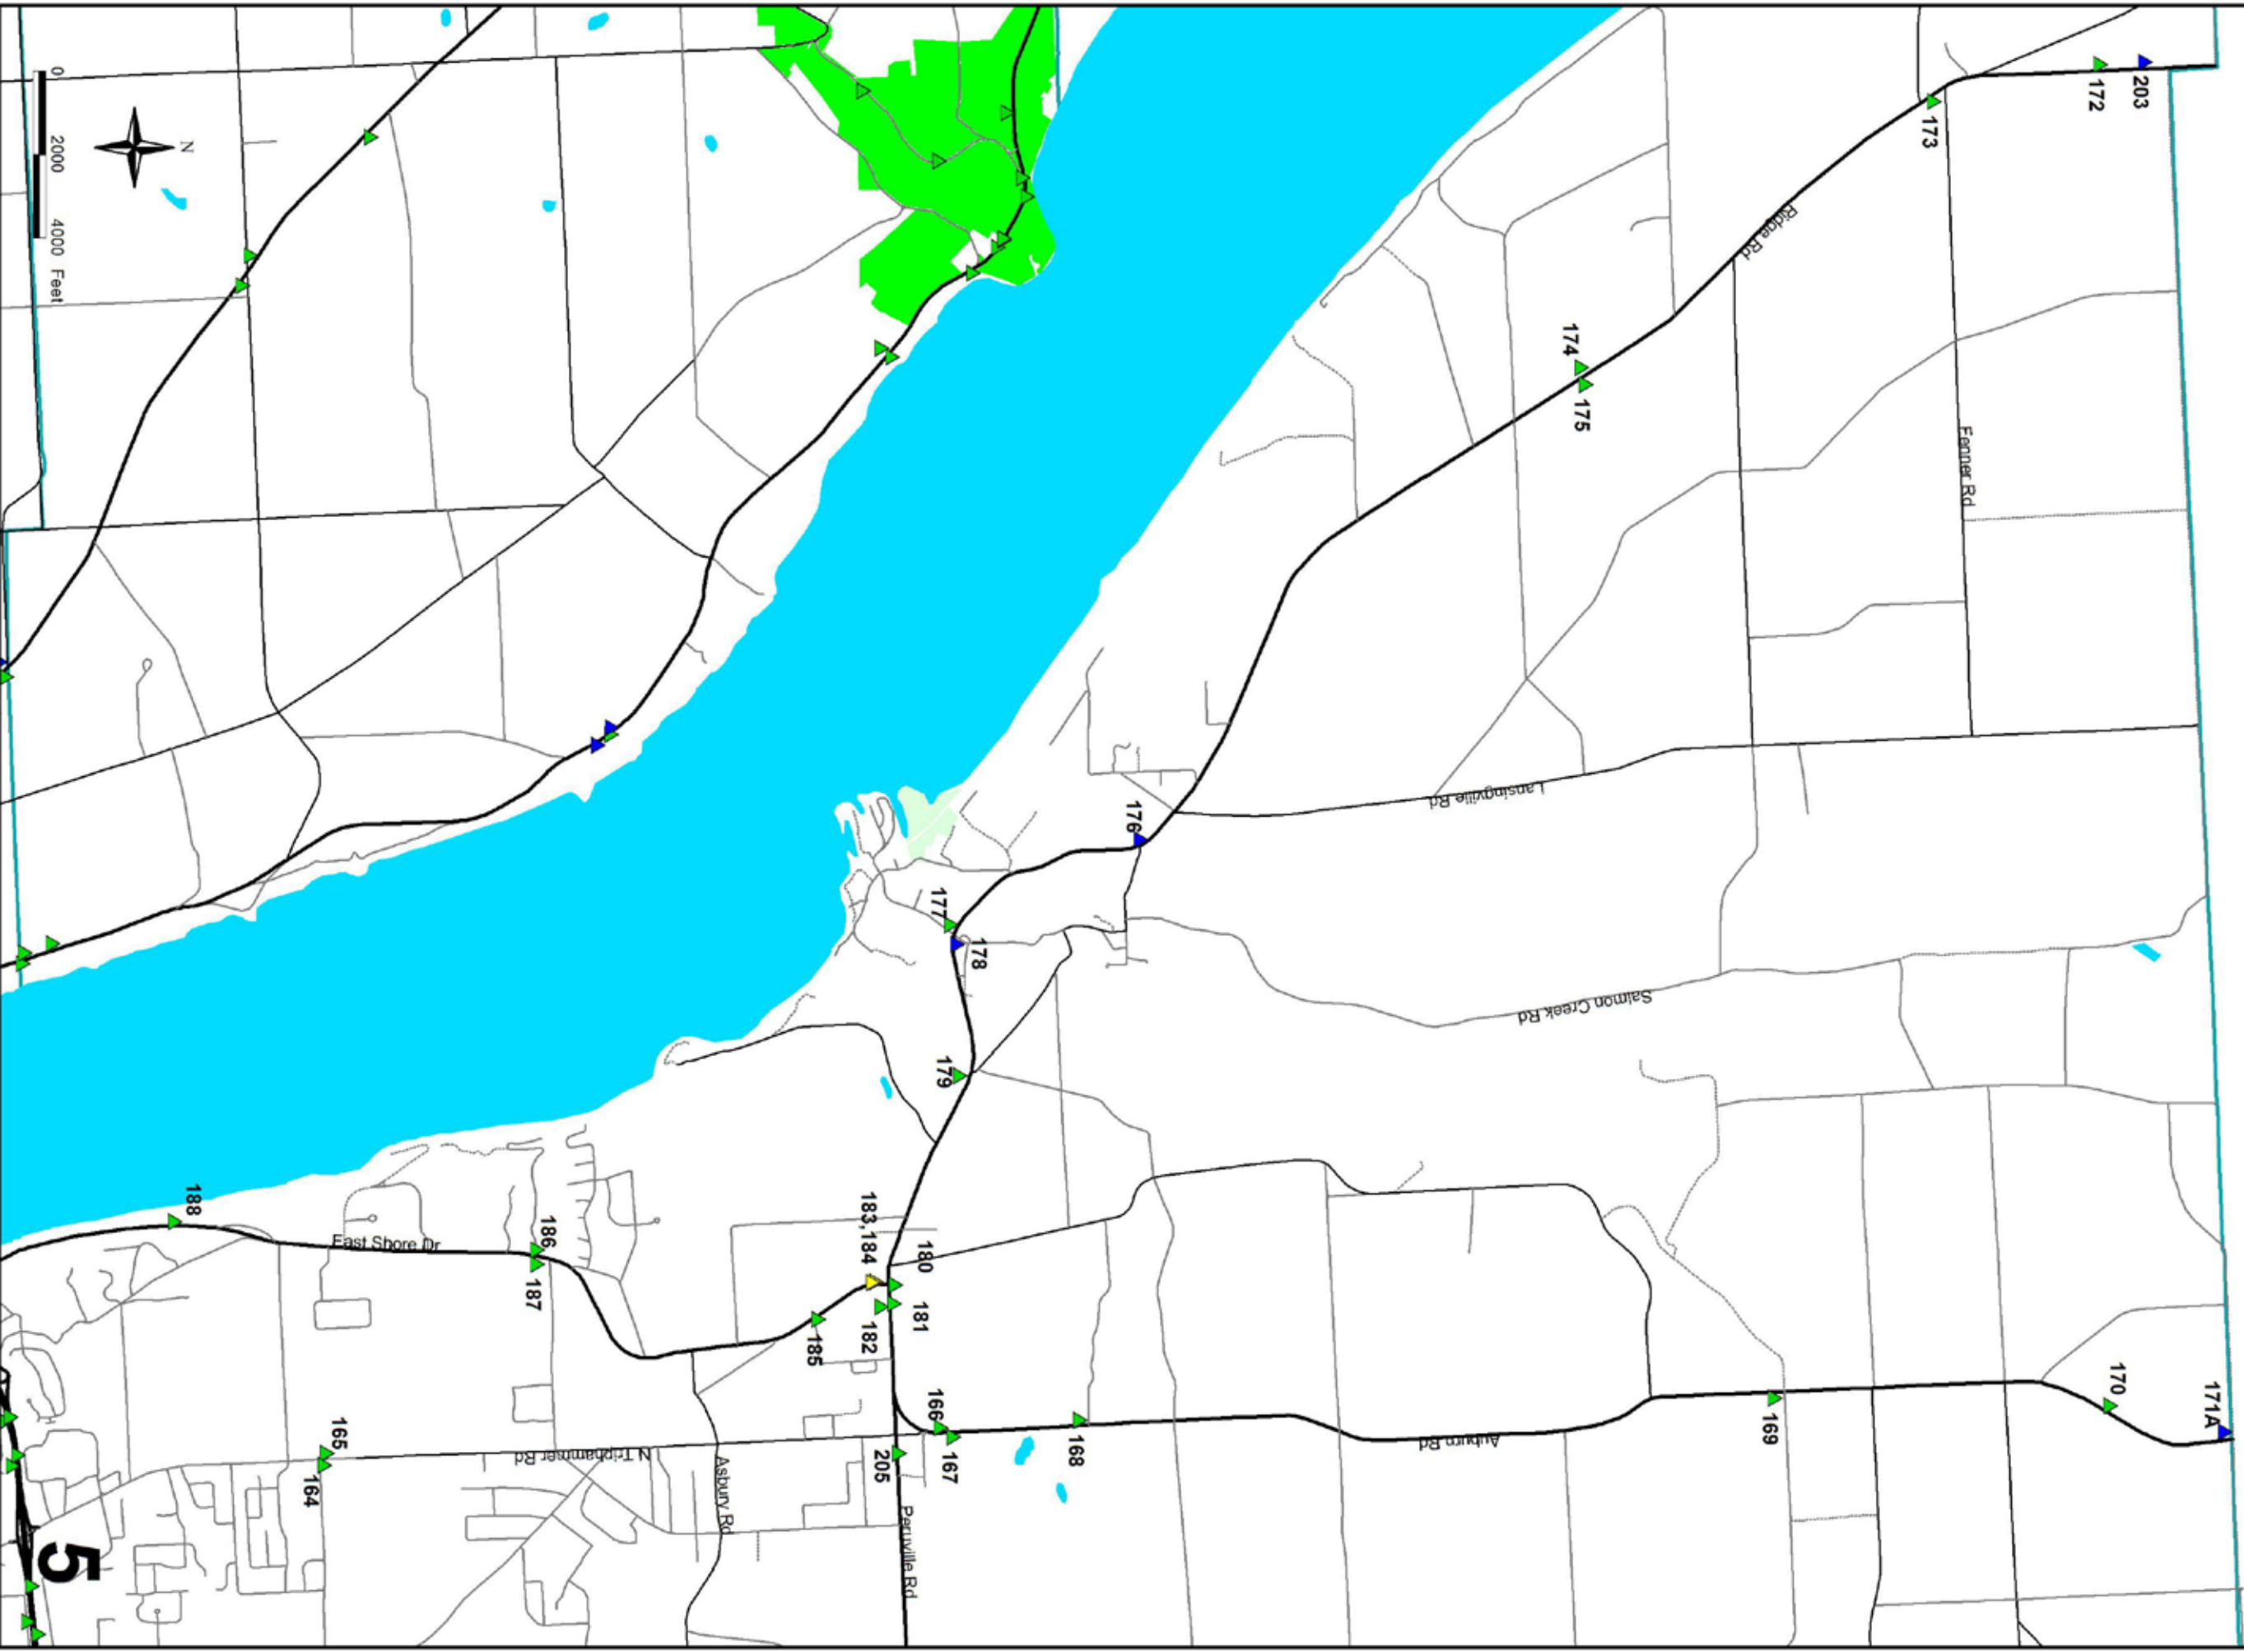 203
172
173
Ridge Rd
174
175
Fenner Rd
Lansingville Rd
176
177
178
Salmon Creek Rd
179
180
181
183,184
182
185
186
187
188
East Shore Dr
165
164
N Triphammer Rd
Asbury Rd
205
Peruville Rd
166
167
168
Auburn Rd
169
170
171A
N
0 2000 4000 Feet
5